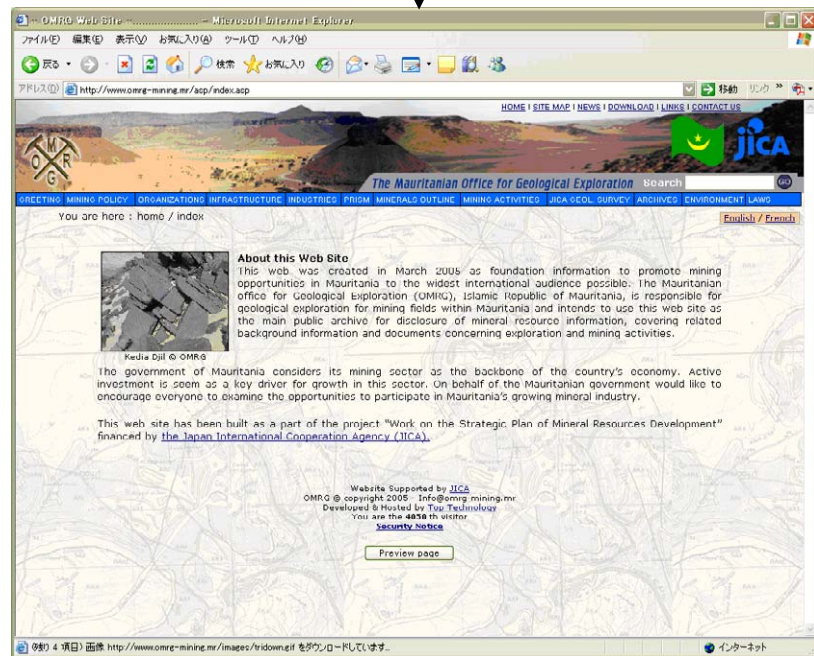 - OMRG Web Site -..................... - Microsoft Internet Explorer
ファイル(F) 編集(E) 表示(V) お気に入り(A) ツール(T) ヘルプ(H)
戻る 検索 お気に入り
アドレス(D) http://www.omrg-mining.mr/asp/index.asp 移動 リンク »
HOME | SITE MAP | NEWS | DOWNLOAD | LINKS | CONTACT US
O M R G
jica
The Mauritanian Office for Geological Exploration Search GO
GREETING MINING POLICY ORGANIZATIONS INFRASTRUCTURE INDUSTRIES PRISM MINERALS OUTLINE MINING ACTIVITIES JICA GEOL. SURVEY ARCHIVES ENVIRONMENT LAWS
You are here : home / index English / French
About this Web Site
This web was created in March 2005 as foundation information to promote mining
opportunities in Mauritania to the widest international audience possible. The Mauritanian
office for Geological Exploration (OMRG), Islamic Republic of Mauritania, is responsible for
geological exploration for mining fields within Mauritania and intends to use this web site as
the main public archive for disclosure of mineral resource information, covering related
background information and documents concerning exploration and mining activities.
Kedia Djil © OMRG
The government of Mauritania considers its mining sector as the backbone of the country's economy. Active
investment is seem as a key driver for growth in this sector. On behalf of the Mauritanian government would like to
encourage everyone to examine the opportunities to participate in Mauritania's growing mineral industry.
This web site has been built as a part of the project "Work on the Strategic Plan of Mineral Resources Development"
financed by the Japan International Cooperation Agency (JICA).
Website Supported by JICA
OMRG @ copyright 2005 - Info@omrg-mining.mr
Developed & Hosted by Top Technology
You are the 4858 th visitor
Security Notice
Preview page
(残り 4 項目) 画像 http://www.omrg-mining.mr/images/tridown.gif をダウンロードしています... インターネット